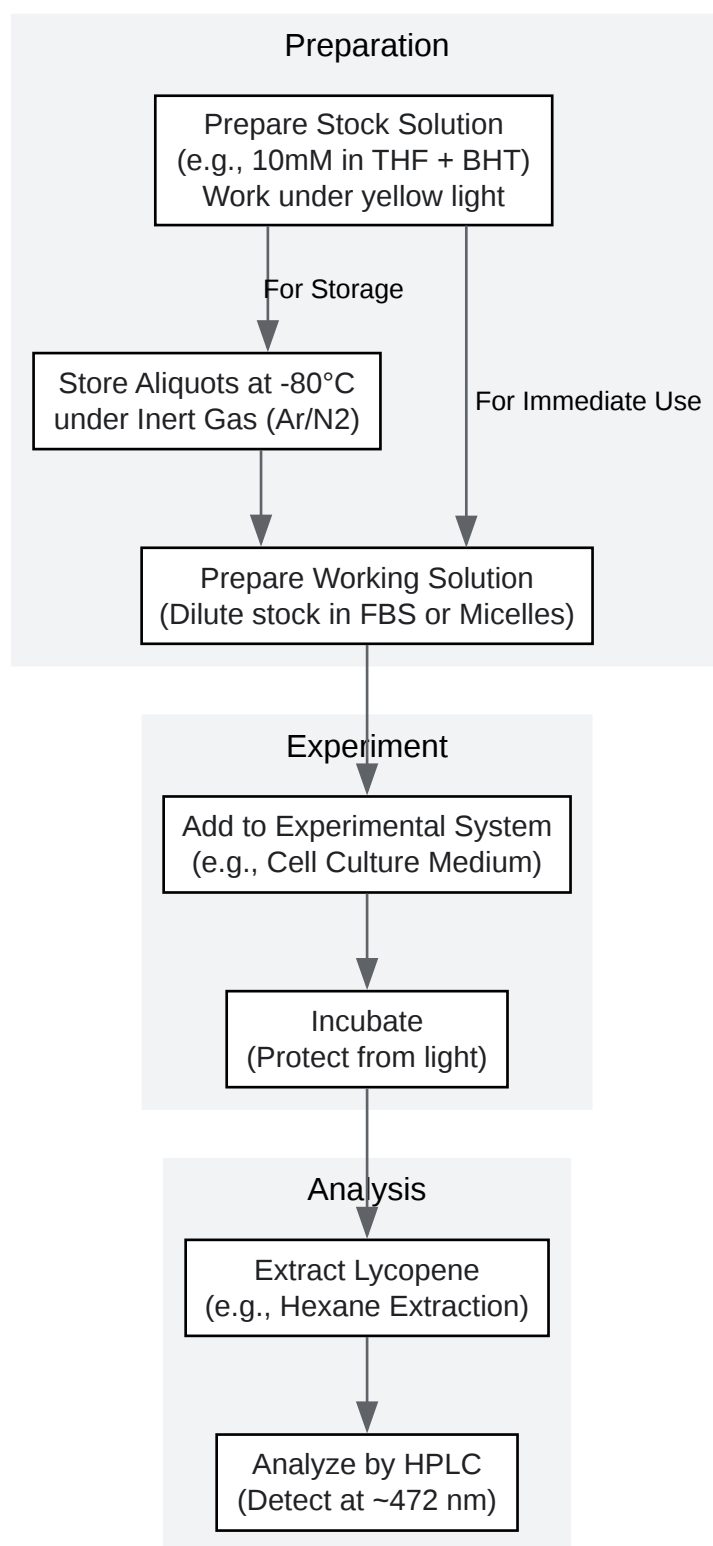 Preparation
Prepare Stock Solution
(e.g., 10mM in THF + BHT)
Work under yellow light
For Storage
Store Aliquots at -80°C
under Inert Gas (Ar/N2)
For Immediate Use
Prepare Working Solution
(Dilute stock in FBS or Micelles)
Experiment
Add to Experimental System
(e.g., Cell Culture Medium)
Incubate
(Protect from light)
Analysis
Extract Lycopene
(e.g., Hexane Extraction)
Analyze by HPLC
(Detect at ~472 nm)